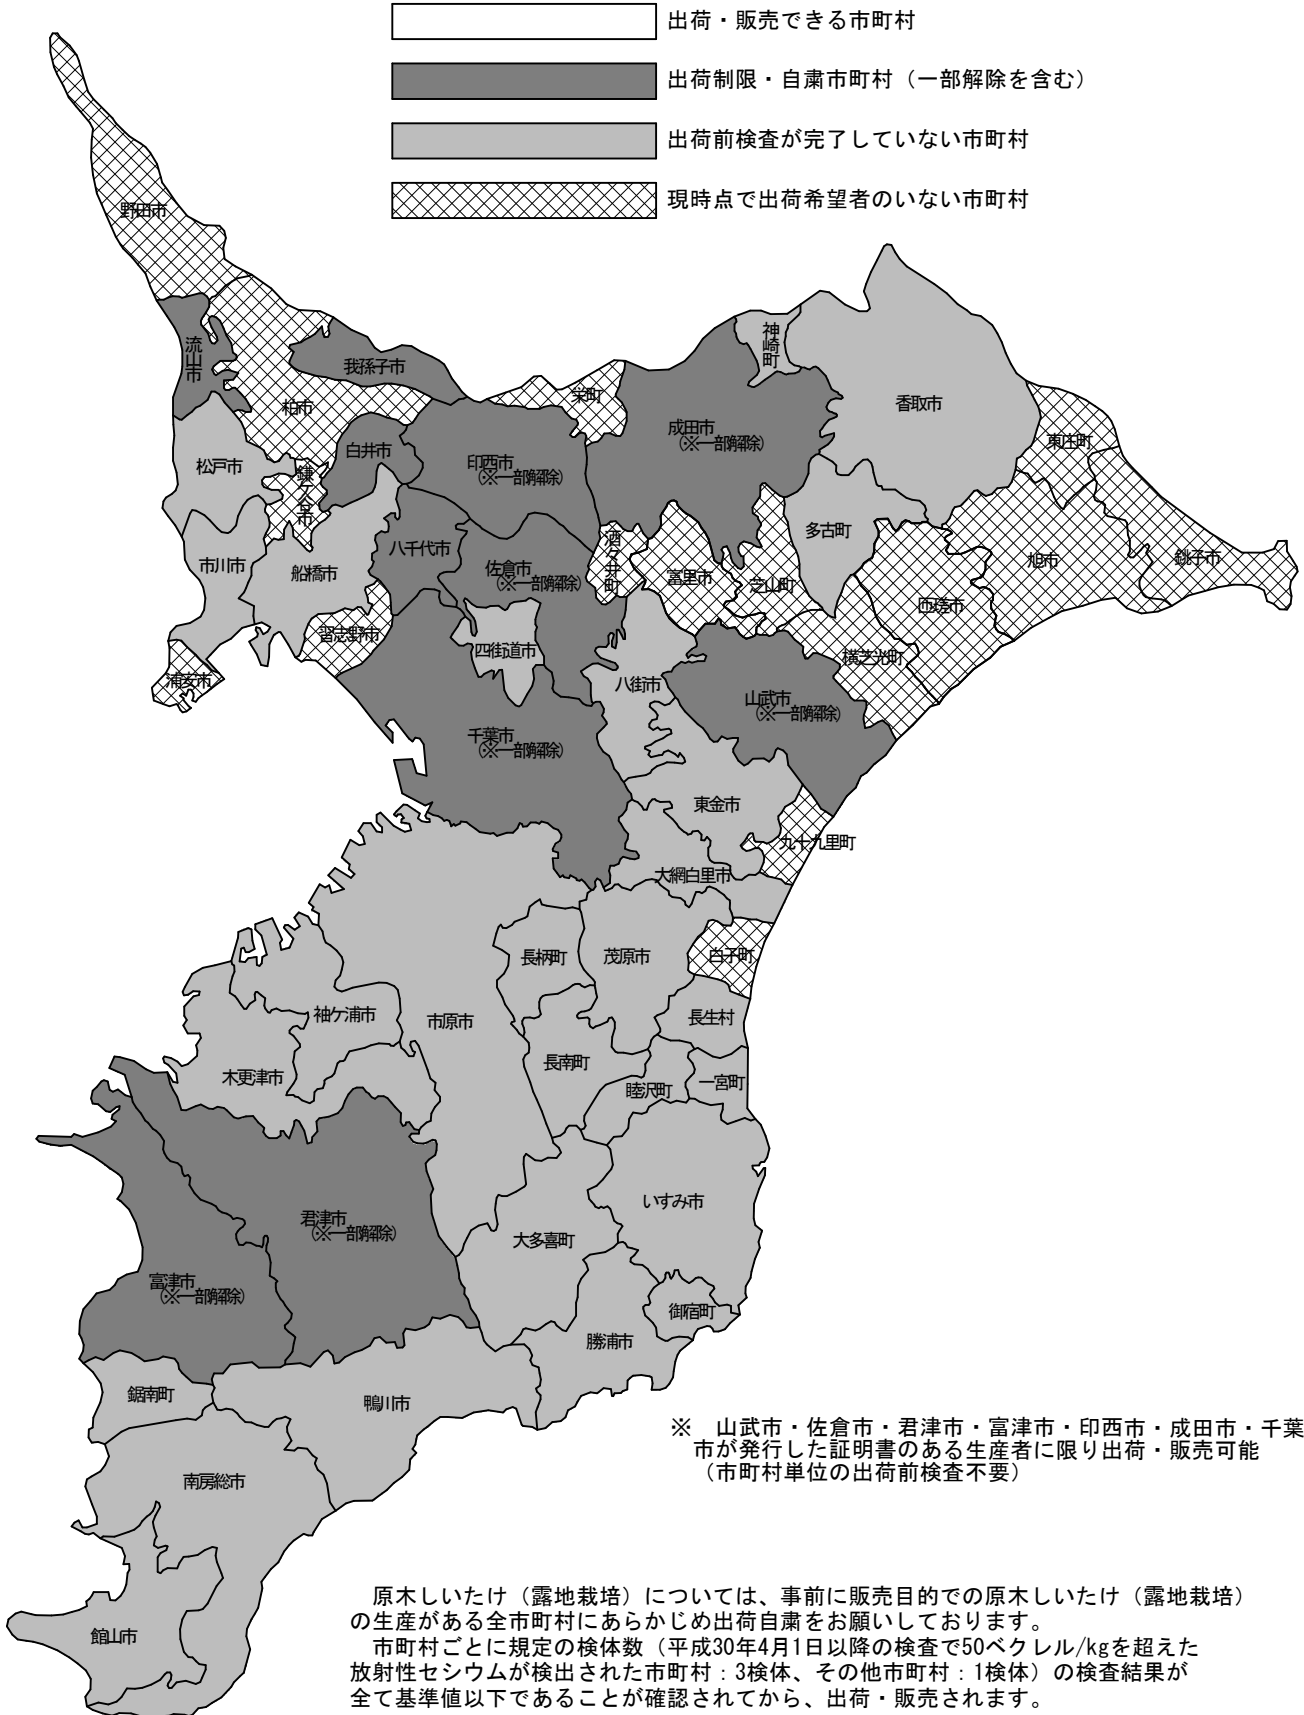 出荷・販売できる市町村
出荷制限・自粛市町村（一部解除を含む）
出荷前検査が完了していない市町村
現時点で出荷希望者のいない市町村
野田市
流山市
我孫子市
柏市
松戸市
鎌ケ谷市
白井市
印西市
(※一部解除)
栄町
成田市
(※一部解除)
神崎町
香取市
東庄町
銚子市
旭市
匝瑳市
多古町
芝山町
横芝光町
富里市
酒々井町
佐倉市
(※一部解除)
八千代市
船橋市
市川市
浦安市
習志野市
四街道市
八街市
山武市
(※一部解除)
千葉市
(※一部解除)
東金市
九十九里町
大網白里市
白子町
茂原市
長柄町
長生村
長南町
睦沢町
一宮町
市原市
袖ケ浦市
木更津市
君津市
(※一部解除)
富津市
(※一部解除)
いすみ市
大多喜町
御宿町
勝浦市
鴨川市
鋸南町
南房総市
館山市
※　山武市・佐倉市・君津市・富津市・印西市・成田市・千葉
市が発行した証明書のある生産者に限り出荷・販売可能
（市町村単位の出荷前検査不要）
原木しいたけ（露地栽培）については、事前に販売目的での原木しいたけ（露地栽培）
の生産がある全市町村にあらかじめ出荷自粛をお願いしております。
市町村ごとに規定の検体数（平成30年4月1日以降の検査で50ベクレル/kgを超えた
放射性セシウムが検出された市町村：3検体、その他市町村：1検体）の検査結果が
全て基準値以下であることが確認されてから、出荷・販売されます。